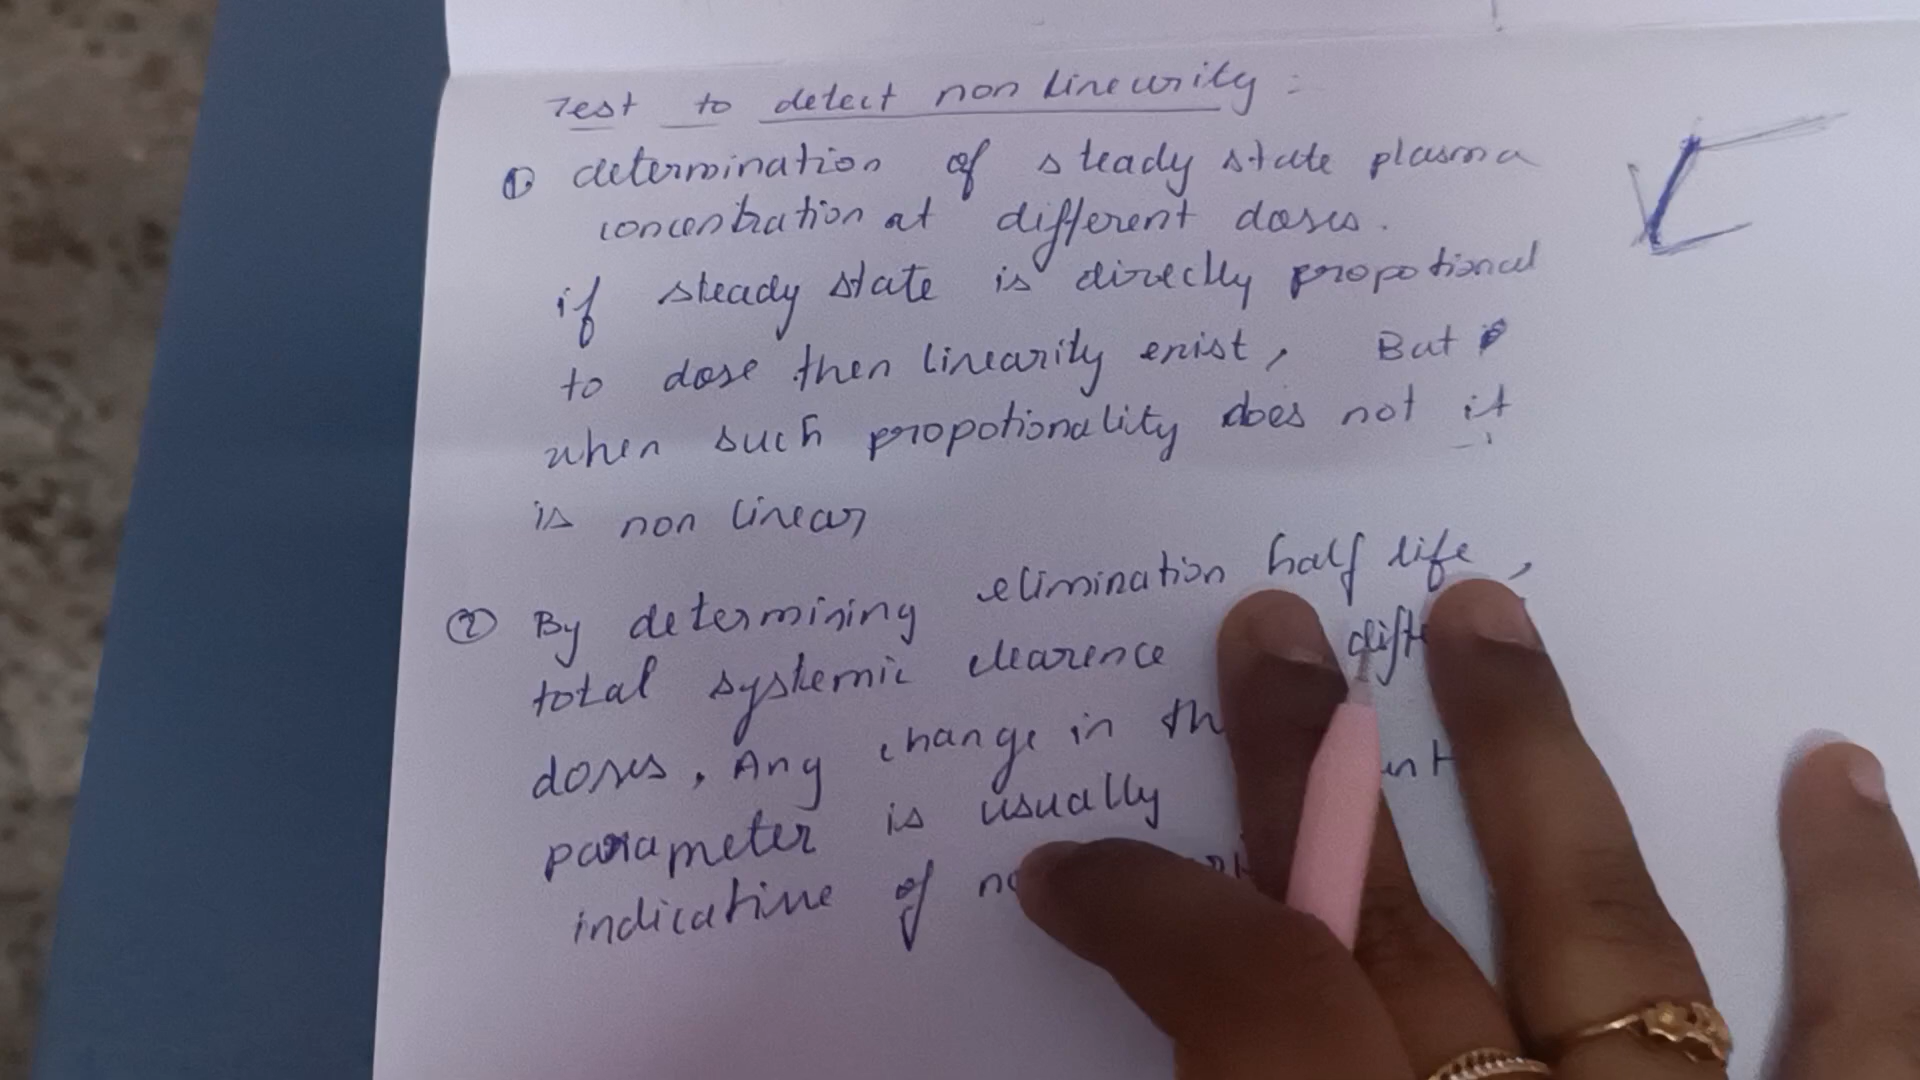 Test to detect non linearity :
① determination of steady state plasma
concentration at different doses.
if steady state is directly propotional
to dose then linearity exist, But
when such propotionality does not it
is non linear
② By determining elimination half life,
total systemic clearence
doses. Any change in
parameter is usually
indicative of